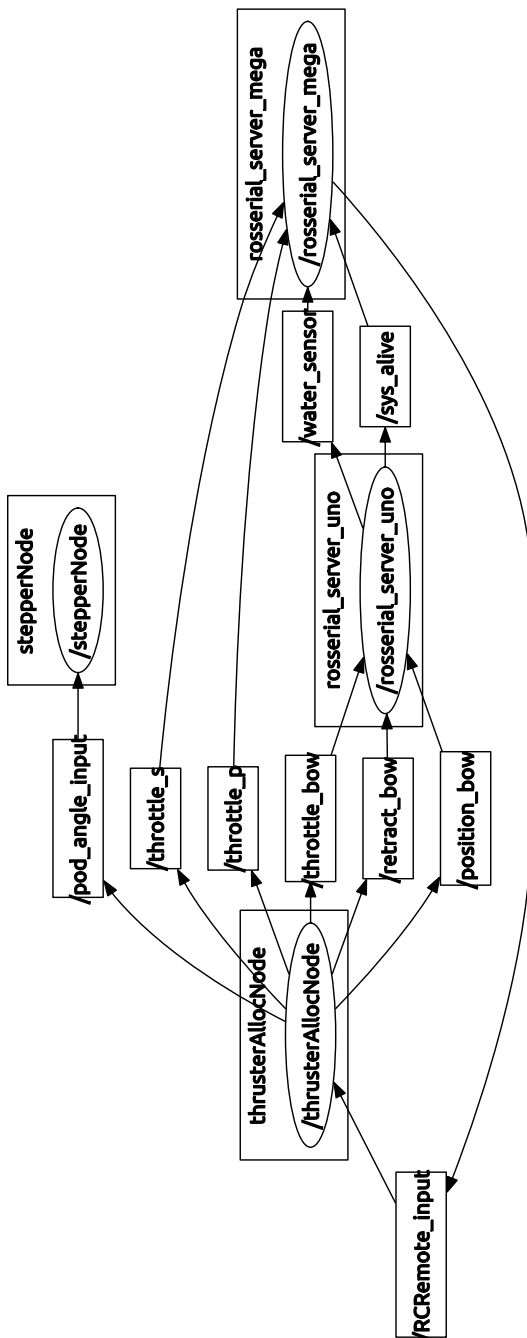 /RCRemote_input
thrusterAllocNode
/thrusterAllocNode
/pod_angle_input
/throttle_s
/throttle_p
/throttle_bow
/retract_bow
/position_bow
stepperNode
/stepperNode
rosserial_server_uno
/rosserial_server_uno
/water_sensor
/sys_alive
rosserial_server_mega
/rosserial_server_mega